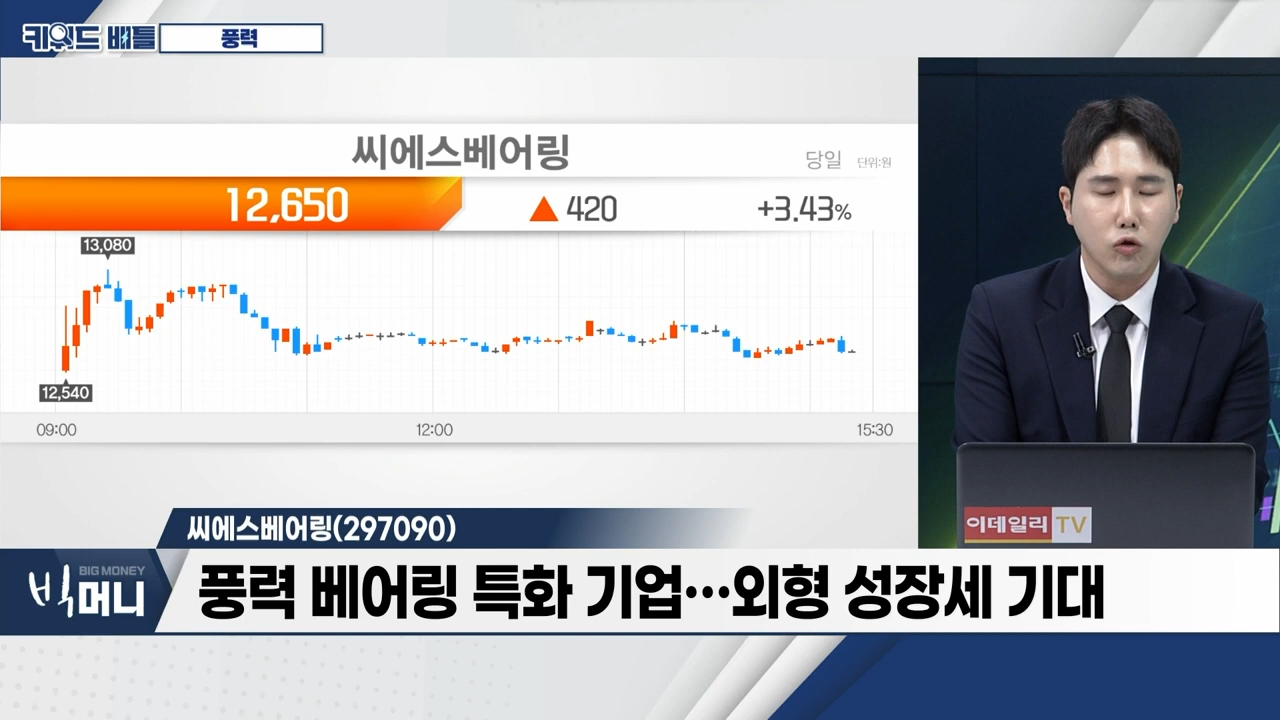 키워드 배틀
풍력
씨에스베어링
당일 단위:원
12,650 ▲ 420 +3.43%
13,080
12,540
09:00 12:00 15:30
씨에스베어링(297090)
BIG MONEY
빅머니
풍력 베어링 특화 기업…외형 성장세 기대
이데일리 TV